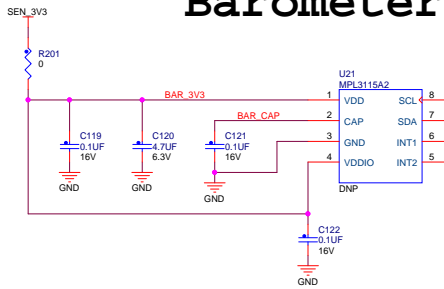 Barometer
SEN_3V3
R201
0
BAR_3V3
BAR_CAP
U21
MPL3115A2
1 VDD SCL 8
2 CAP SDA 7
3 GND INT1 6
4 VDDIO INT2 5
DNP
C119
0.1UF
16V
GND
C120
4.7UF
6.3V
GND
C121
0.1UF
16V
GND
C122
0.1UF
16V
GND